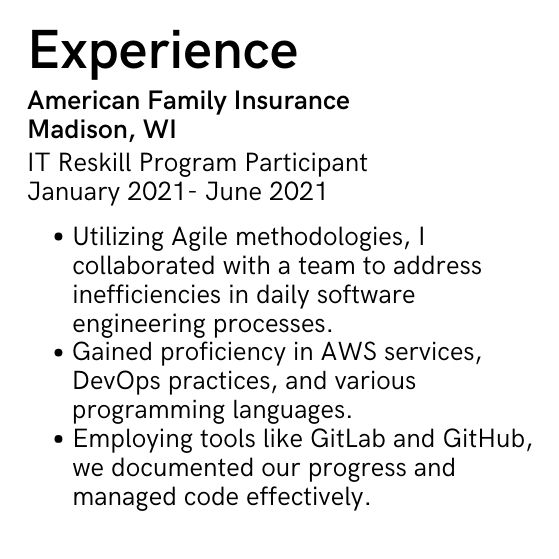 Experience
American Family Insurance
Madison, WI
IT Reskill Program Participant
January 2021- June 2021
• Utilizing Agile methodologies, I
collaborated with a team to address
inefficiencies in daily software
engineering processes.
• Gained proficiency in AWS services,
DevOps practices, and various
programming languages.
• Employing tools like GitLab and GitHub,
we documented our progress and
managed code effectively.